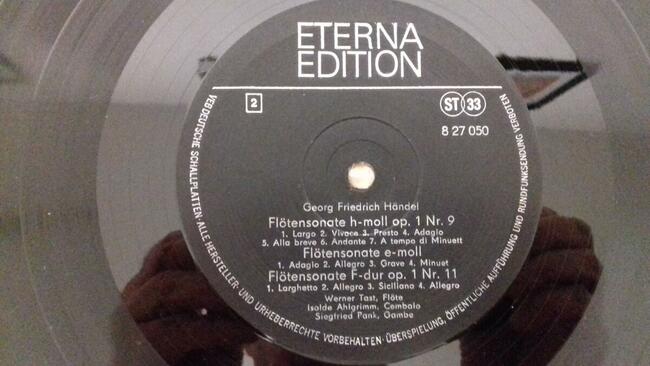 ETERNA
EDITION
2
ST 33
8 27 050
Georg Friedrich Händel
Flötensonate h-moll op. 1 Nr. 9
1. Largo 2. Vivace 3. Presto 4. Adagio
5. Alla breve 6. Andante 7. A tempo di Minuett
Flötensonate e-moll
1. Adagio 2. Allegro 3. Grave 4. Minuet
Flötensonate F-dur op. 1 Nr. 11
1. Larghetto 2. Allegro 3. Siciliano 4. Allegro
Werner Tast, Flöte
Isolde Ahlgrimm, Cembalo
Siegfried Pank, Gambe
VEB DEUTSCHE SCHALLPLATTEN · ALLE HERSTELLER- UND URHEBERRECHTE VORBEHALTEN · ÜBERSPIELUNG, ÖFFENTLICHE AUFFÜHRUNG UND RUNDFUNKSENDUNG VERBOTEN